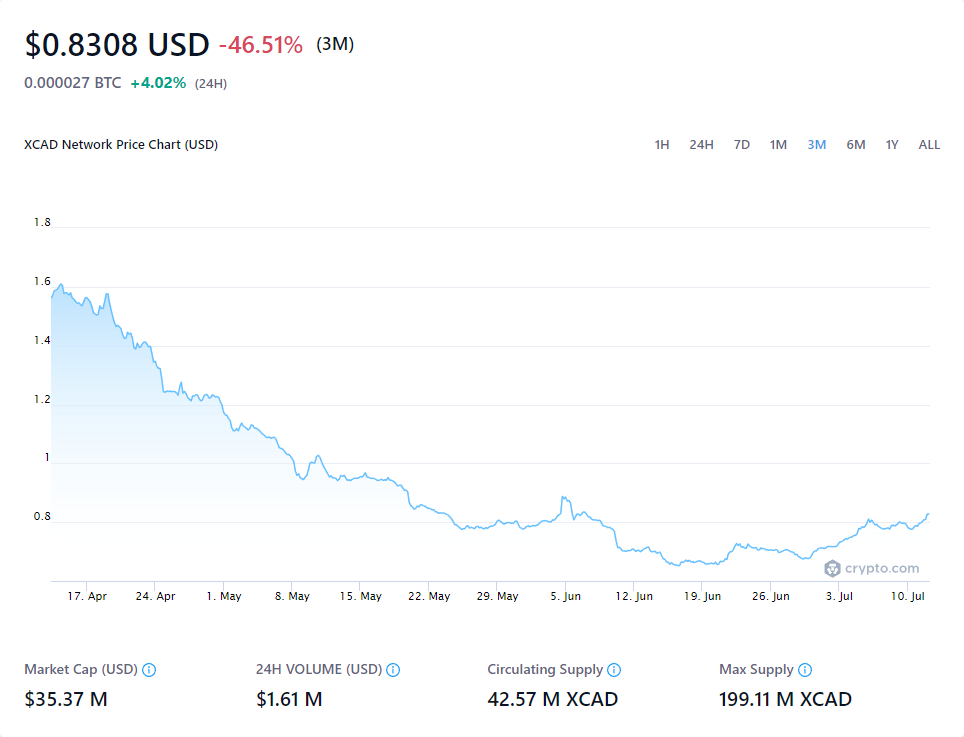 $0.8308 USD -46.51% (3M)
0.000027 BTC +4.02% (24H)
XCAD Network Price Chart (USD) 1H 24H 7D 1M 3M 6M 1Y ALL
1.8
1.6
1.4
1.2
1
0.8
crypto.com
17. Apr 24. Apr 1. May 8. May 15. May 22. May 29. May 5. Jun 12. Jun 19. Jun 26. Jun 3. Jul 10. Jul
Market Cap (USD) 24H VOLUME (USD) Circulating Supply Max Supply
$35.37 M $1.61 M 42.57 M XCAD 199.11 M XCAD